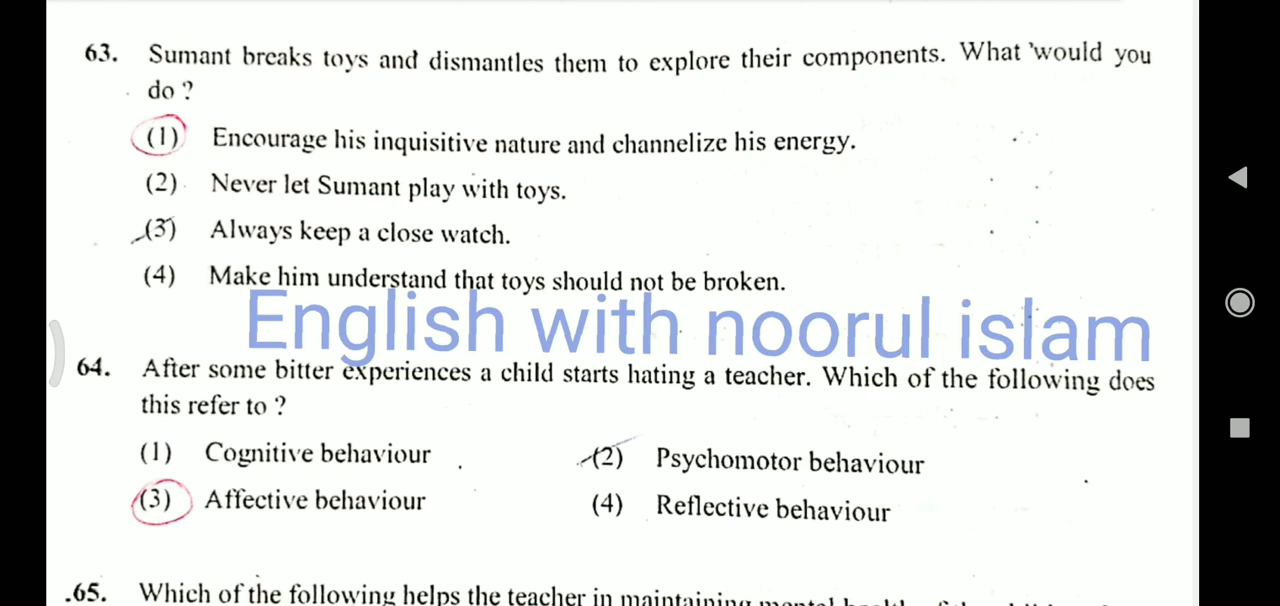 63. Sumant breaks toys and dismantles them to explore their components. What would you
do ?
(1) Encourage his inquisitive nature and channelize his energy.
(2) Never let Sumant play with toys.
(3) Always keep a close watch.
(4) Make him understand that toys should not be broken.
English with noorul islam
64. After some bitter experiences a child starts hating a teacher. Which of the following does
this refer to ?
(1) Cognitive behaviour (2) Psychomotor behaviour
(3) Affective behaviour (4) Reflective behaviour
65. Which of the following helps the teacher in maintaining mental